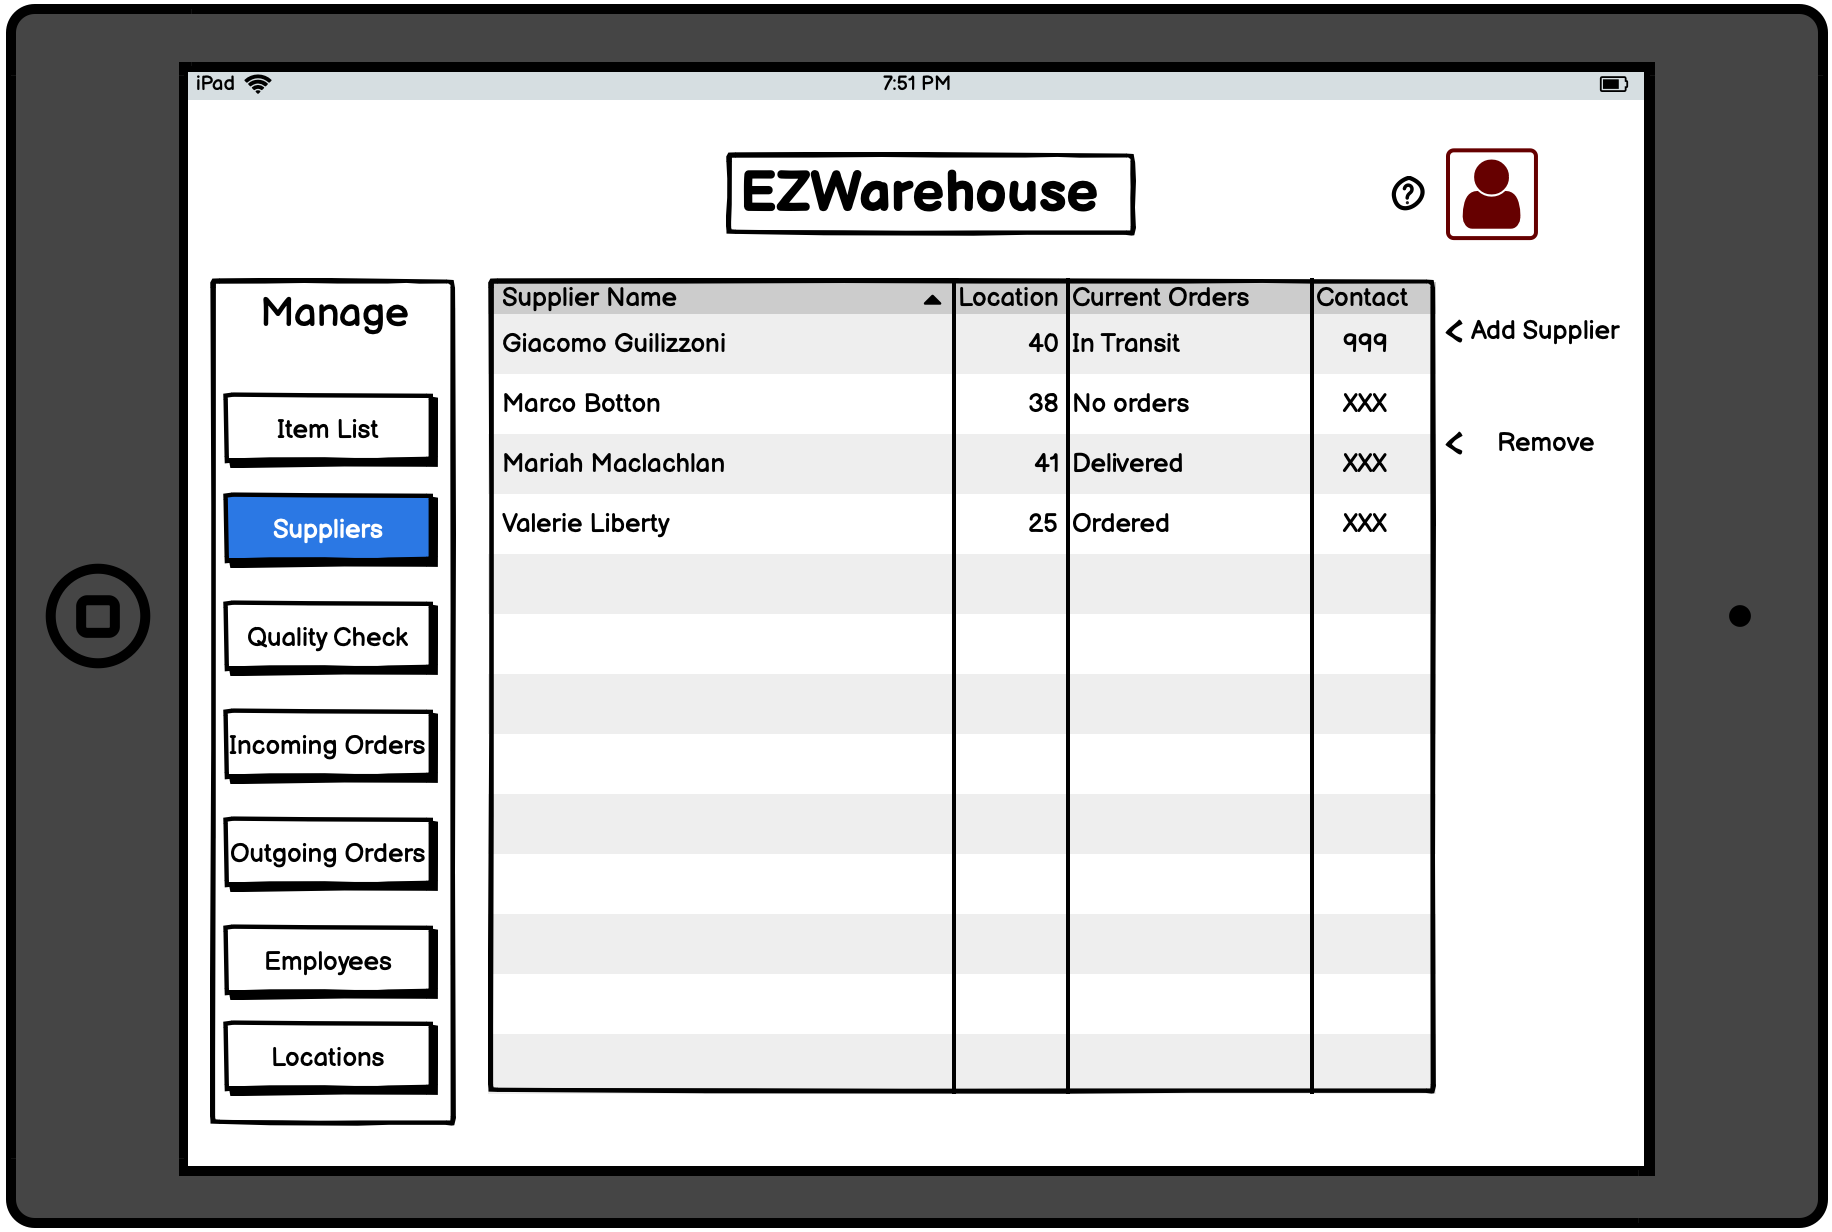 iPad
7:51 PM
EZWarehouse
?
Manage
Item List
Suppliers
Quality Check
Incoming Orders
Outgoing Orders
Employees
Locations
Supplier Name Location Current Orders Contact
Giacomo Guilizzoni 40 In Transit 999
Marco Botton 38 No orders XXX
Mariah Maclachlan 41 Delivered XXX
Valerie Liberty 25 Ordered XXX
< Add Supplier
< Remove